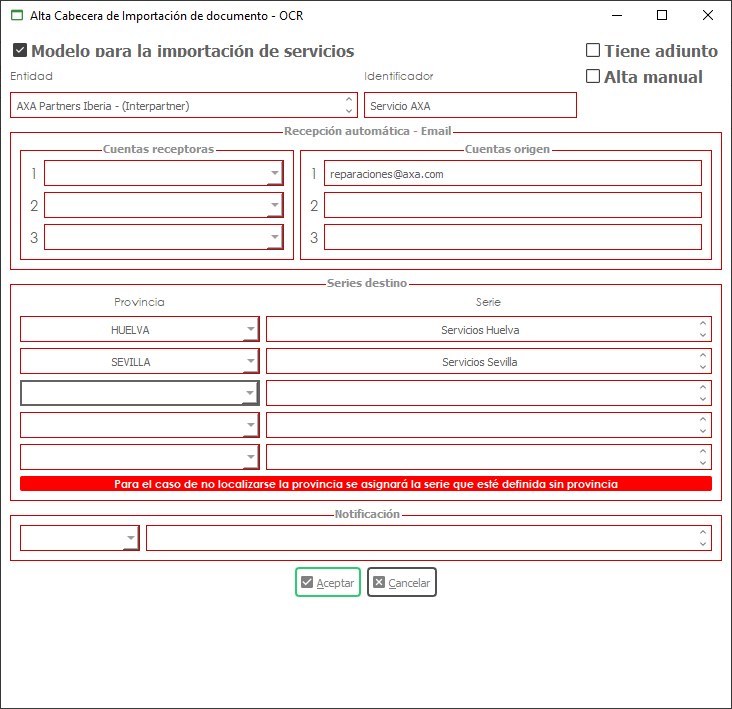 Alta Cabecera de Importación de documento - OCR
Modelo para la importación de servicios
Tiene adjunto
Entidad
Identificador
Alta manual
AXA Partners Iberia - (Interpartner)
Servicio AXA
Recepción automática - Email
Cuentas receptoras
Cuentas origen
1
1 reparaciones@axa.com
2
2
3
3
Series destino
Provincia
Serie
HUELVA
Servicios Huelva
SEVILLA
Servicios Sevilla
Para el caso de no localizarse la provincia se asignará la serie que esté definida sin provincia
Notificación
Aceptar
Cancelar